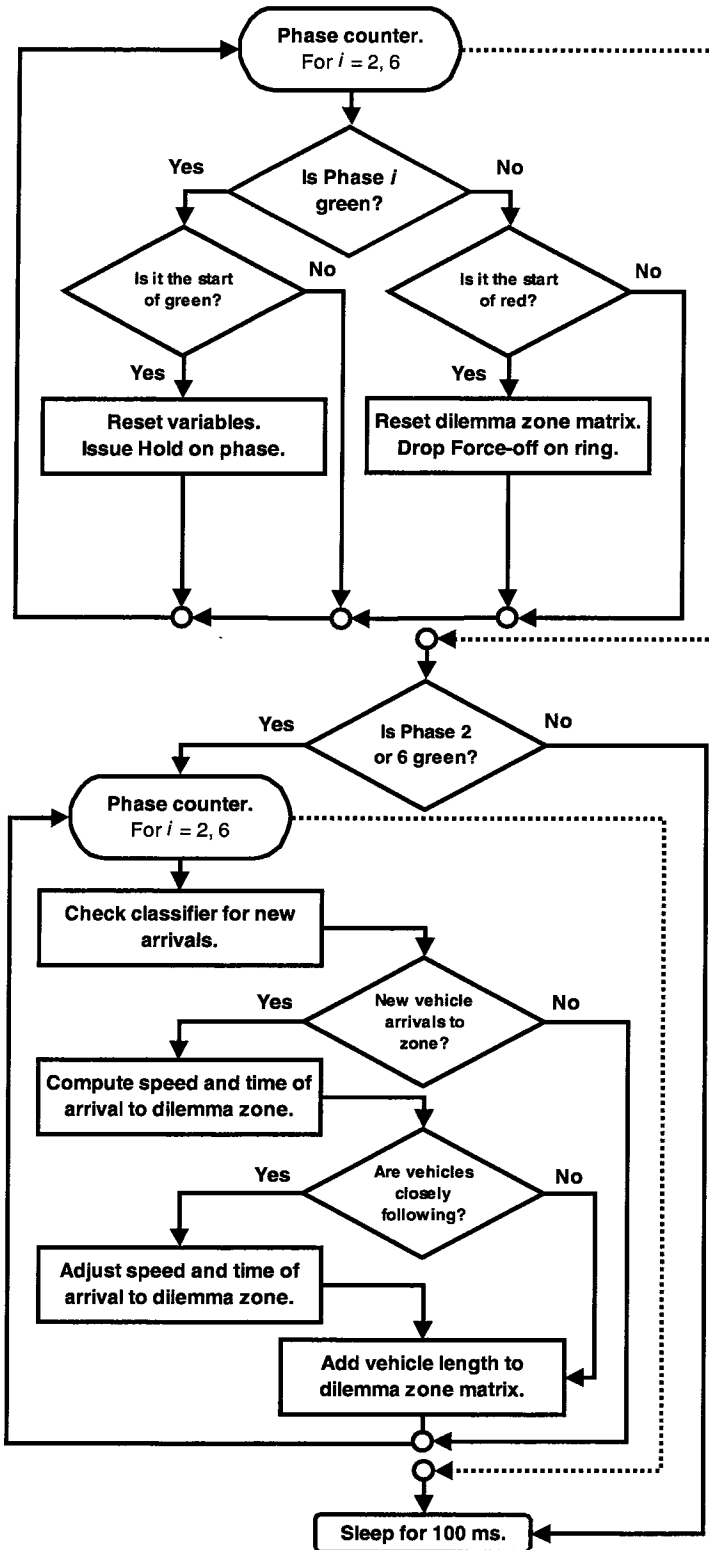 Phase counter.
For i = 2, 6
Is Phase i
green?
Yes
No
Is it the start
of green?
No
Is it the start
of red?
No
Yes
Yes
Reset variables.
Issue Hold on phase.
Reset dilemma zone matrix.
Drop Force-off on ring.
Is Phase 2
or 6 green?
Yes
No
Phase counter.
For i = 2, 6
Check classifier for new
arrivals.
New vehicle
arrivals to
zone?
Yes
No
Compute speed and time of
arrival to dilemma zone.
Are vehicles
closely
following?
Yes
No
Adjust speed and time of
arrival to dilemma zone.
Add vehicle length to
dilemma zone matrix.
Sleep for 100 ms.